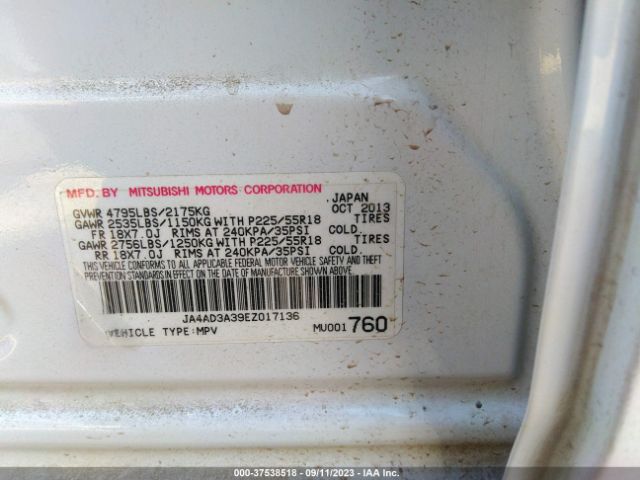 MFD. BY MITSUBISHI MOTORS CORPORATION JAPAN
GVWR 4795LBS/2175KG OCT 2013
GAWR 2535LBS/1150KG WITH P225/55R18 TIRES
FR 18X7.0J RIMS AT 240KPA/35PSI COLD.
GAWR 2756LBS/1250KG WITH P225/55R18 TIRES
RR 18X7.0J RIMS AT 240KPA/35PSI COLD.
THIS VEHICLE CONFORMS TO ALL APPLICABLE FEDERAL MOTOR VEHICLE SAFETY AND THEFT
PREVENTION STANDARDS IN EFFECT ON THE DATE OF MANUFACTURE SHOWN ABOVE.
JA4AD3A39EZ017136
VEHICLE TYPE:MPV MU001 760
000-37538518 - 09/11/2023 - IAA Inc.